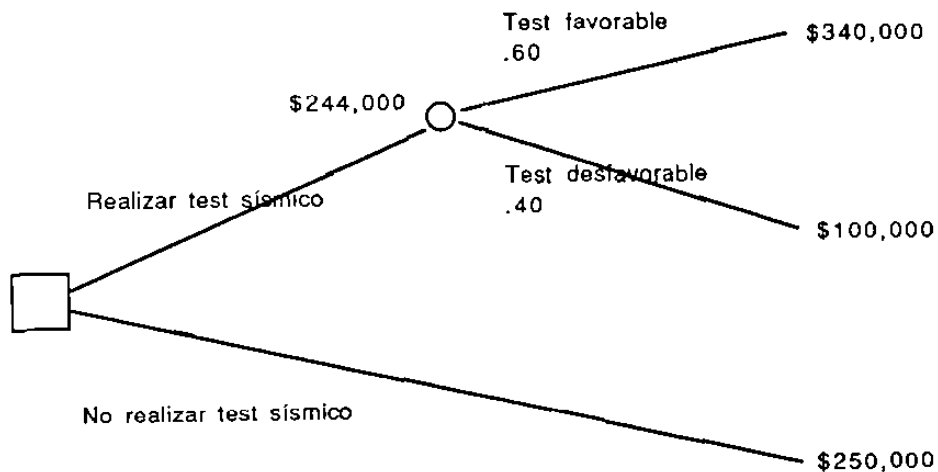 Test favorable
.60
$340,000
$244,000
Test desfavorable
.40
Realizar test sísmico
$100,000
No realizar test sísmico
$250,000